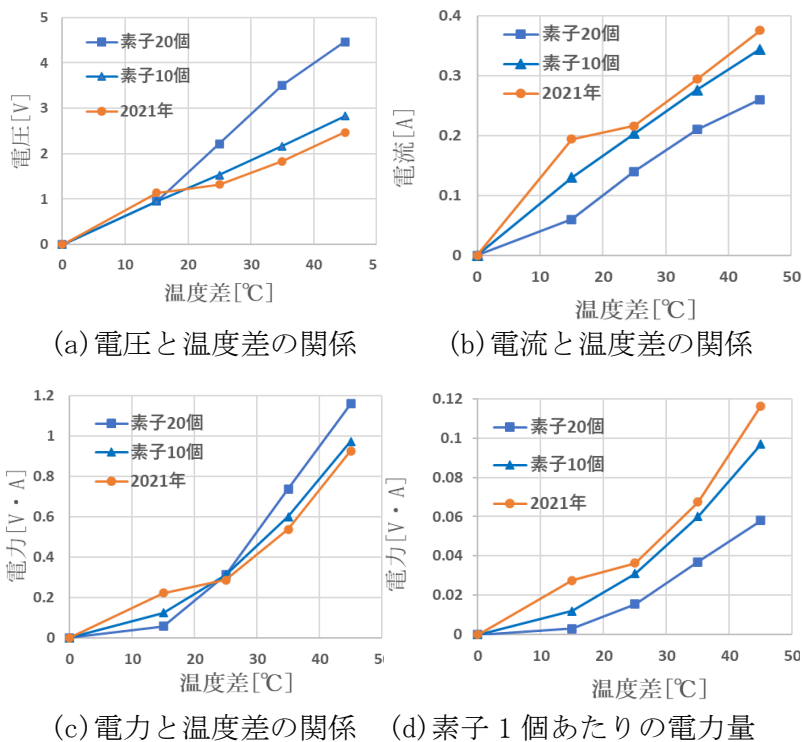 素子20個
素子10個
2021年
電圧[V]
5
4
3
2
1
0
0 10 20 30 40 5
温度差[℃]
(a)電圧と温度差の関係
素子20個
素子10個
2021年
電流[A]
0.4
0.3
0.2
0.1
0
0 10 20 30 40 50
温度差[℃]
(b)電流と温度差の関係
素子20個
素子10個
2021年
電力[V・A]
1.2
1
0.8
0.6
0.4
0.2
0
0 10 20 30 40 50
温度差[℃]
(c)電力と温度差の関係
素子20個
素子10個
2021年
電力[V・A]
0.12
0.1
0.08
0.06
0.04
0.02
0
0 10 20 30 40 50
温度差[℃]
(d)素子1個あたりの電力量